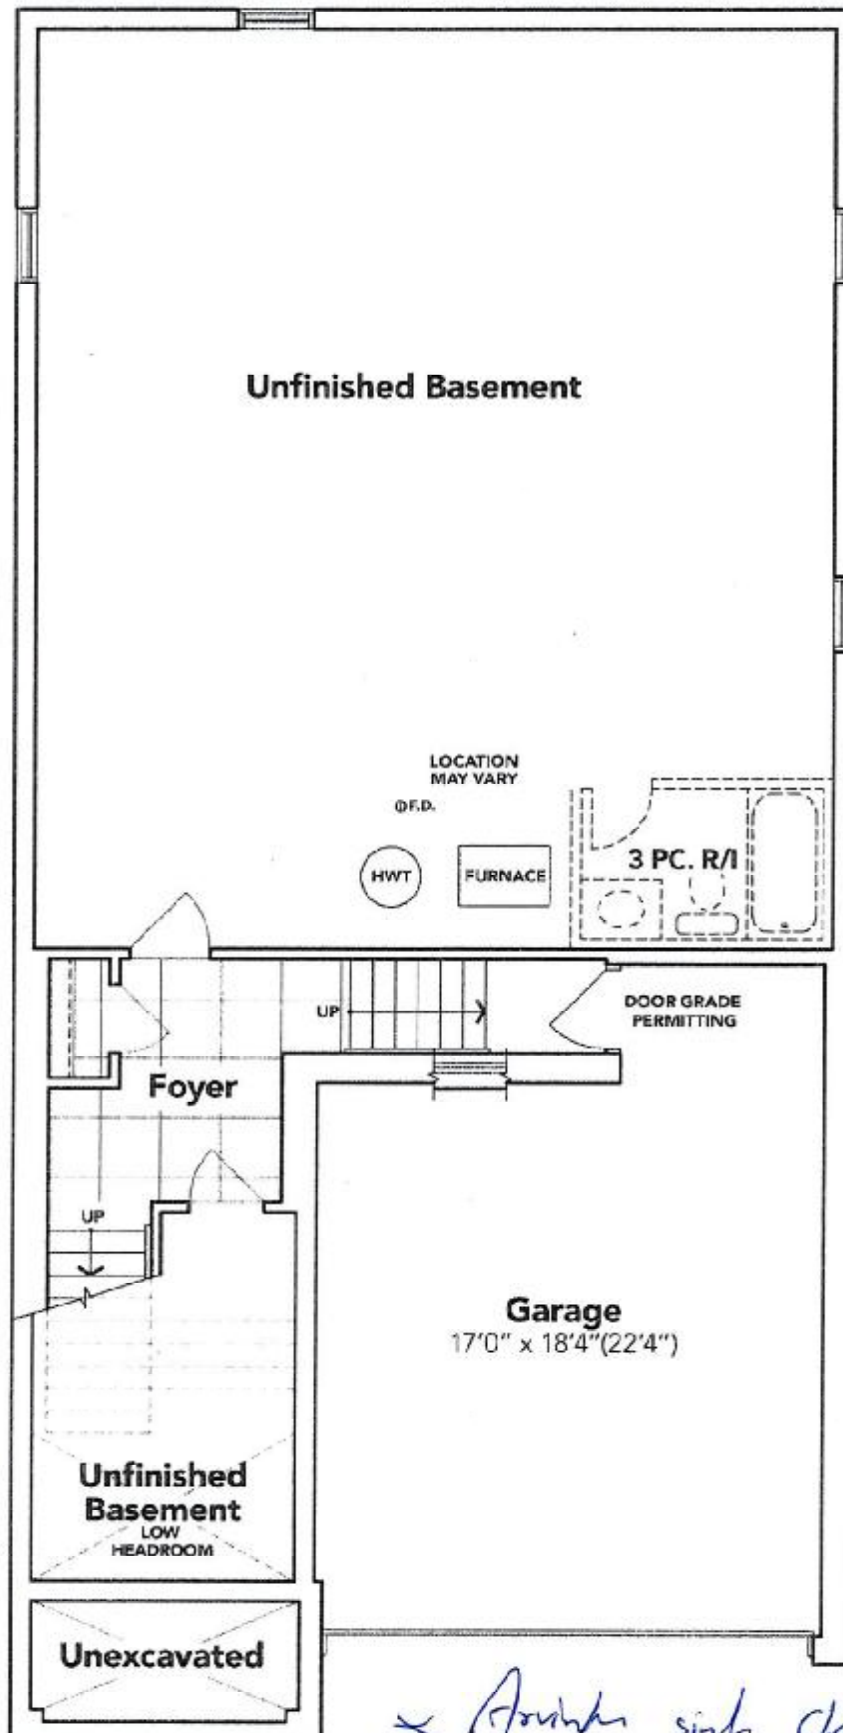 Unfinished Basement
LOCATION
MAY VARY
F.D.
HWT
FURNACE
3 PC. R/I
UP
DOOR GRADE
PERMITTING
Foyer
UP
Garage
17'0" x 18'4"(22'4")
Unfinished
Basement
LOW
HEADROOM
Unexcavated